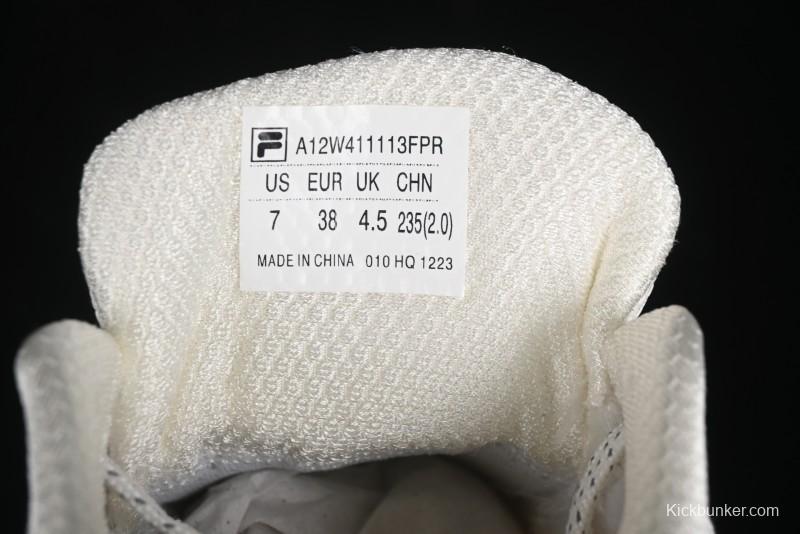 F A12W411113FPR
US EUR UK CHN
7 38 4.5 235(2.0)
MADE IN CHINA 010 HQ 1223
Kickbunker.com